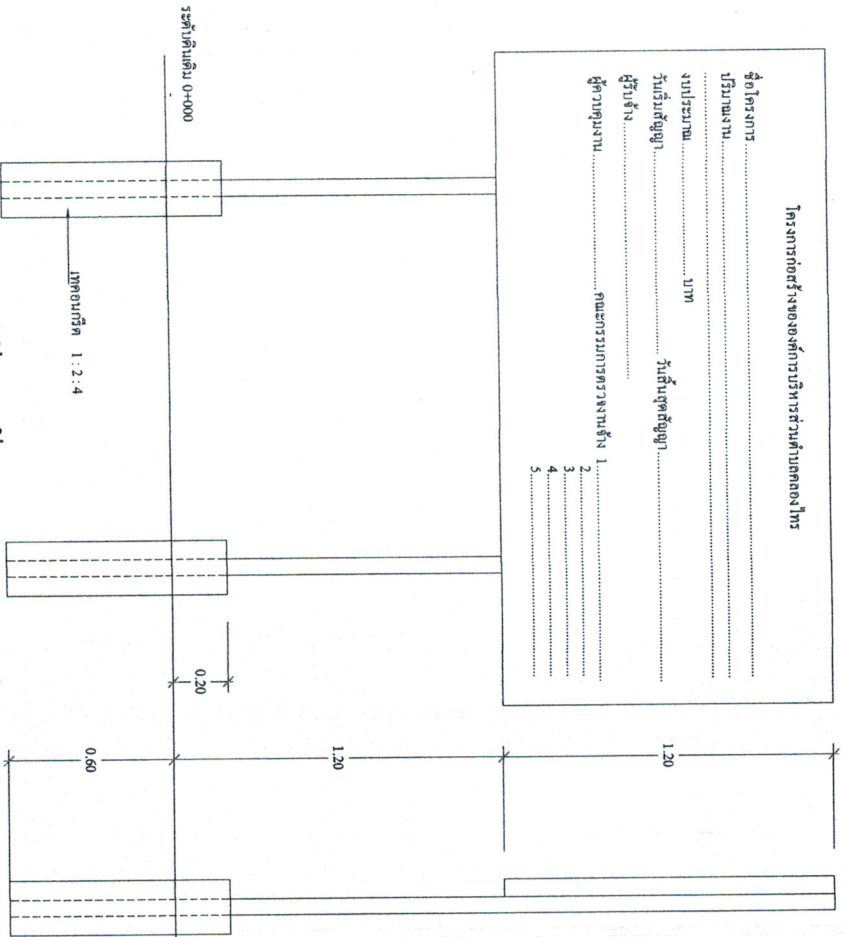 โครงการก่อสร้างขององค์การบริหารส่วนตำบลคลองไทร
ชื่อโครงการ
ปริมาณงาน
งบประมาณ บาท
วันเริ่มสัญญา วันสิ้นสุดสัญญา
ผู้รับจ้าง
ผู้ควบคุมงาน คณะกรรมการตรวจงานจ้าง 1
2
3
4
5
ระดับดินเดิม 0+000
เทคอนกรีต 1:2:4
0.20
1.20
1.20
0.60